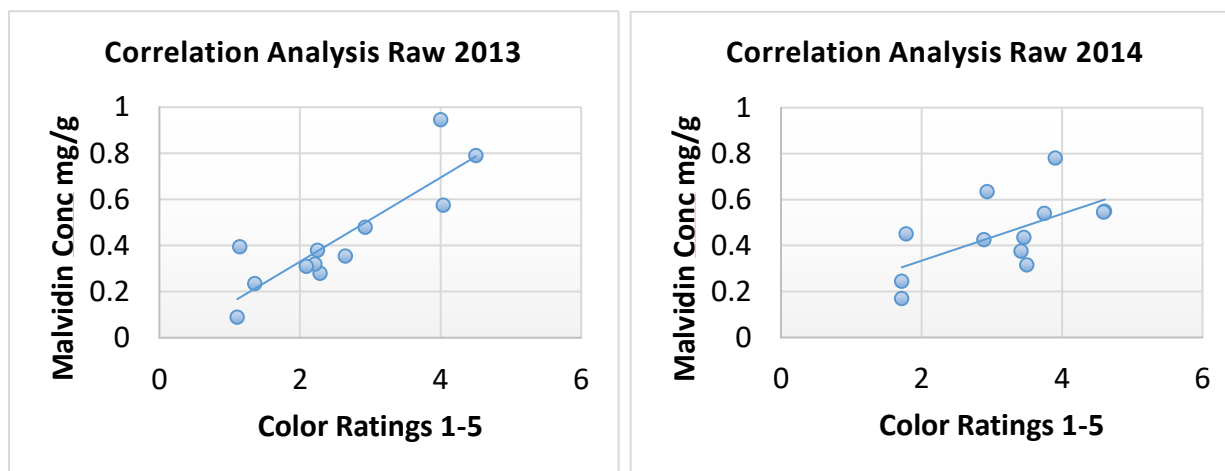 Correlation Analysis Raw 2013
Malvidin Conc mg/g
1
0.8
0.6
0.4
0.2
0
0 2 4 6
Color Ratings 1-5
Correlation Analysis Raw 2014
Malvidin Conc mg/g
1
0.8
0.6
0.4
0.2
0
0 2 4 6
Color Ratings 1-5